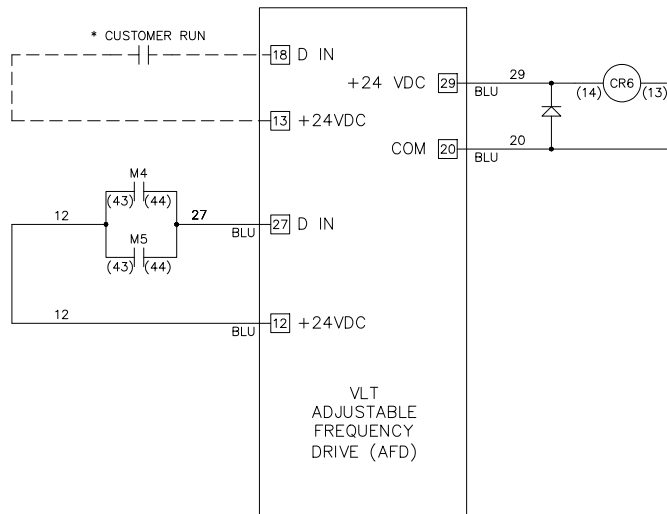 * CUSTOMER RUN
18 D IN
+24 VDC 29
29
BLU
(14) CR6 (13)
13 +24VDC
COM 20
20
BLU
M4
(43) (44)
12
27
BLU
27 D IN
M5
(43) (44)
12
BLU
12 +24VDC
VLT
ADJUSTABLE
FREQUENCY
DRIVE (AFD)